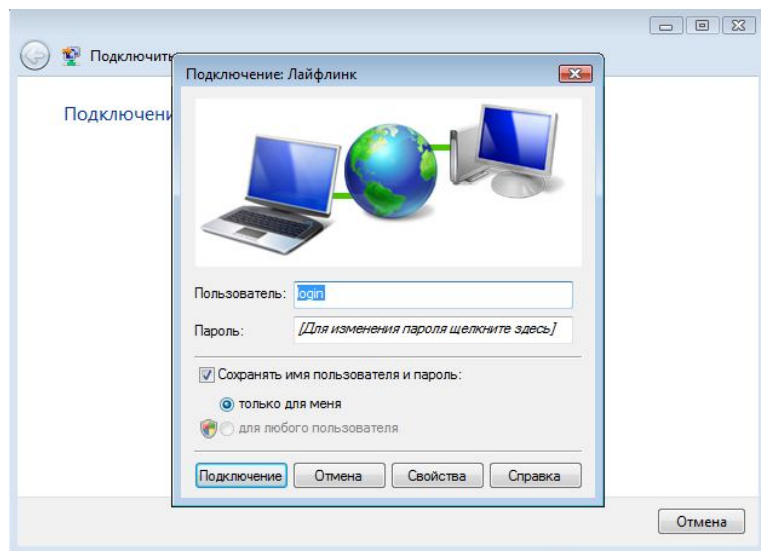 Подключить
Подключение: Лайфлинк
Пользователь: login
Пароль: [Для изменения пароля щелкните здесь]
Сохранять имя пользователя и пароль:
только для меня
для любого пользователя
Подключение Отмена Свойства Справка
Отмена